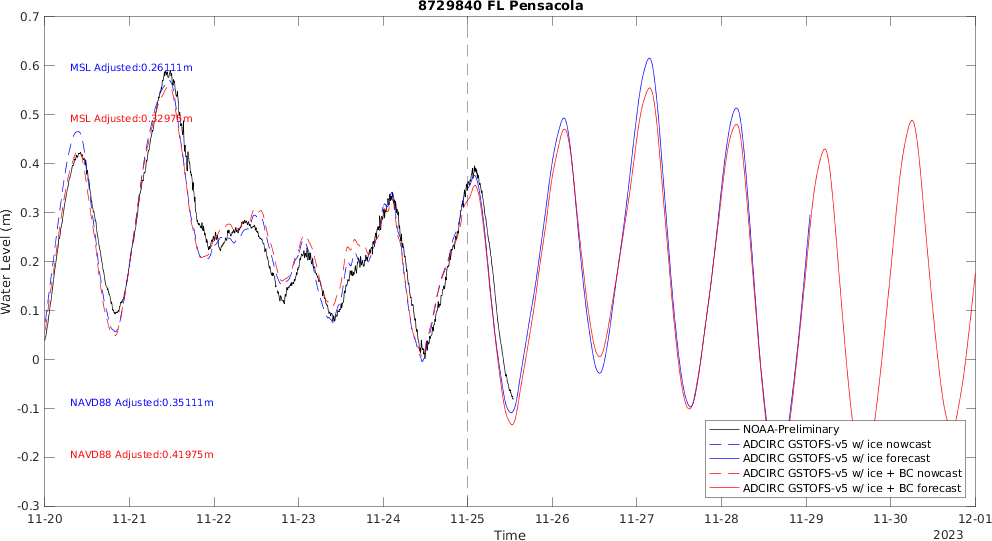 8729840 FL Pensacola
0.7
0.6
0.5
0.4
0.3
0.2
0.1
0
-0.1
-0.2
-0.3
Water Level (m)
MSL Adjusted:0.26111m
MSL Adjusted:0.32975m
NAVD88 Adjusted:0.35111m
NAVD88 Adjusted:0.41975m
NOAA-Preliminary
ADCIRC GSTOFS-v5 w/ ice nowcast
ADCIRC GSTOFS-v5 w/ ice forecast
ADCIRC GSTOFS-v5 w/ ice + BC nowcast
ADCIRC GSTOFS-v5 w/ ice + BC forecast
11-20 11-21 11-22 11-23 11-24 11-25 11-26 11-27 11-28 11-29 11-30 12-01
Time
2023